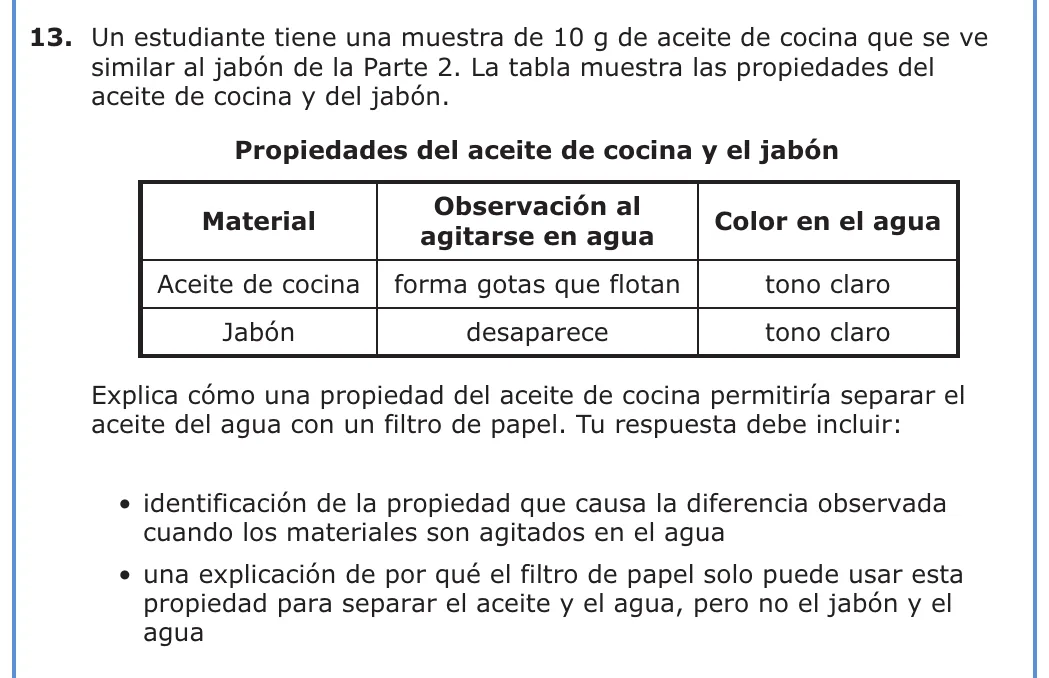 13. Un estudiante tiene una muestra de 10 g de aceite de cocina que se ve
similar al jabón de la Parte 2. La tabla muestra las propiedades del
aceite de cocina y del jabón.
Propiedades del aceite de cocina y el jabón
Material
Observación al
agitarse en agua
Color en el agua
Aceite de cocina forma gotas que flotan tono claro
Jabón desaparece tono claro
Explica cómo una propiedad del aceite de cocina permitiría separar el
aceite del agua con un filtro de papel. Tu respuesta debe incluir:
• identificación de la propiedad que causa la diferencia observada
cuando los materiales son agitados en el agua
• una explicación de por qué el filtro de papel solo puede usar esta
propiedad para separar el aceite y el agua, pero no el jabón y el
agua